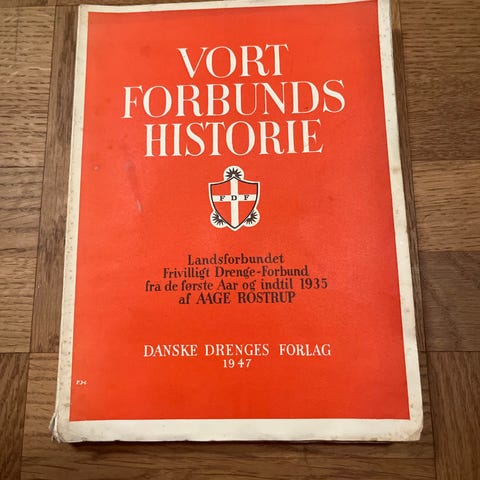 VORT
FORBUNDS
HISTORIE
FDF
Landsforbundet
Frivilligt Drenge-Forbund
fra de første Aar og indtil 1935
af AAGE ROSTRUP
DANSKE DRENGES FORLAG
1947